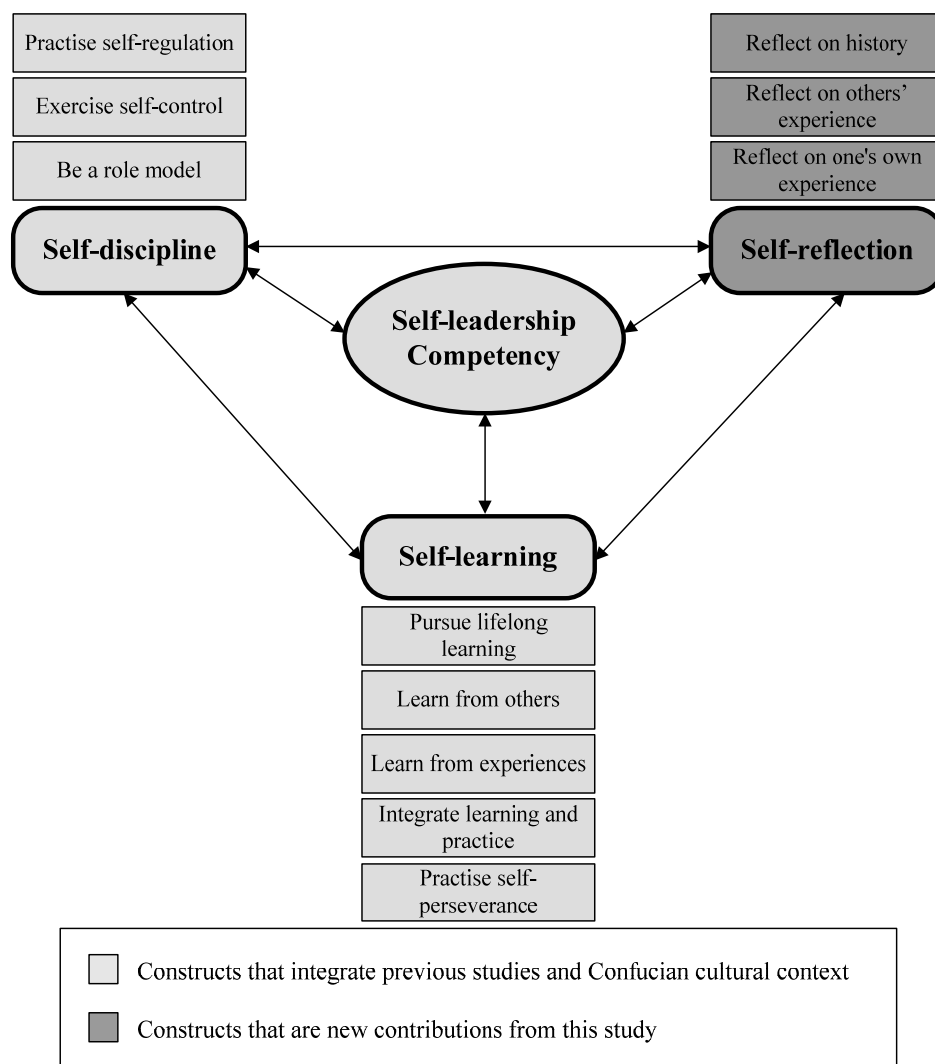 Practise self-regulation
Exercise self-control
Be a role model
Self-discipline
Reflect on history
Reflect on others’
experience
Reflect on one's own
experience
Self-reflection
Self-leadership
Competency
Self-learning
Pursue lifelong
learning
Learn from others
Learn from experiences
Integrate learning and
practice
Practise self-
perseverance
Constructs that integrate previous studies and Confucian cultural context
Constructs that are new contributions from this study